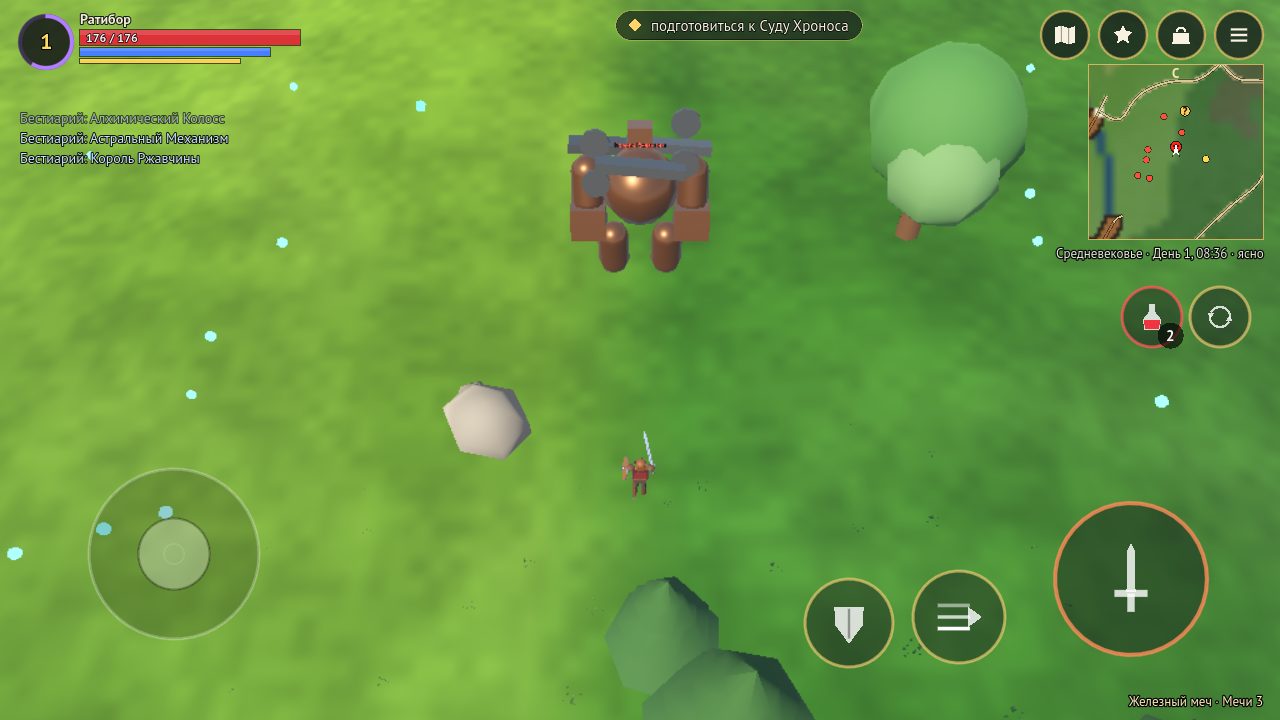 Ратибор
подготовиться к Суду Хроноса
1
176 / 176
С
Бестиарий: Алхимический Колосс
Бестиарий: Астральный Механизм
Бестиарий: Король Ржавчины
?
Средневековье · День 1, 08:36 · ясно
2
Железный меч · Мечи 3